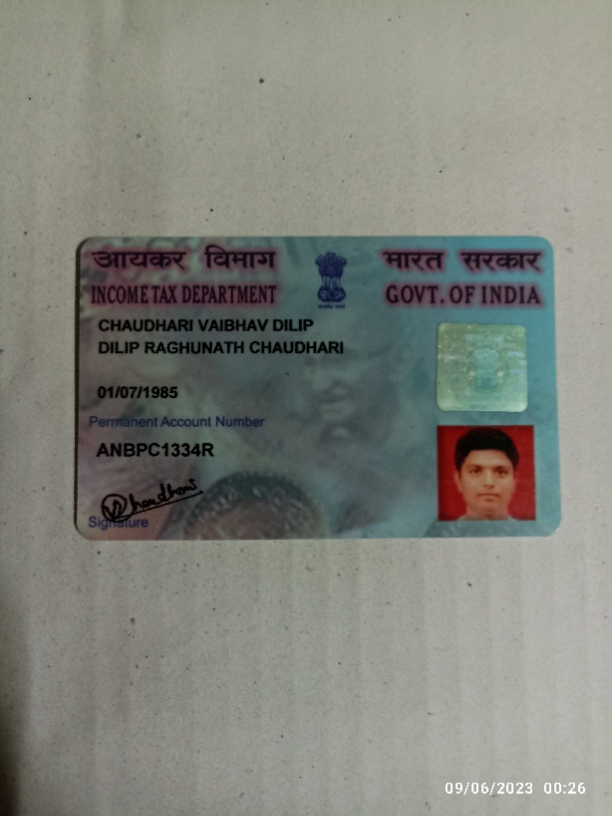 आयकर विभाग
भारत सरकार
INCOME TAX DEPARTMENT
GOVT. OF INDIA
CHAUDHARI VAIBHAV DILIP
DILIP RAGHUNATH CHAUDHARI
01/07/1985
Permanent Account Number
ANBPC1334R
Signature
09/06/2023 00:26